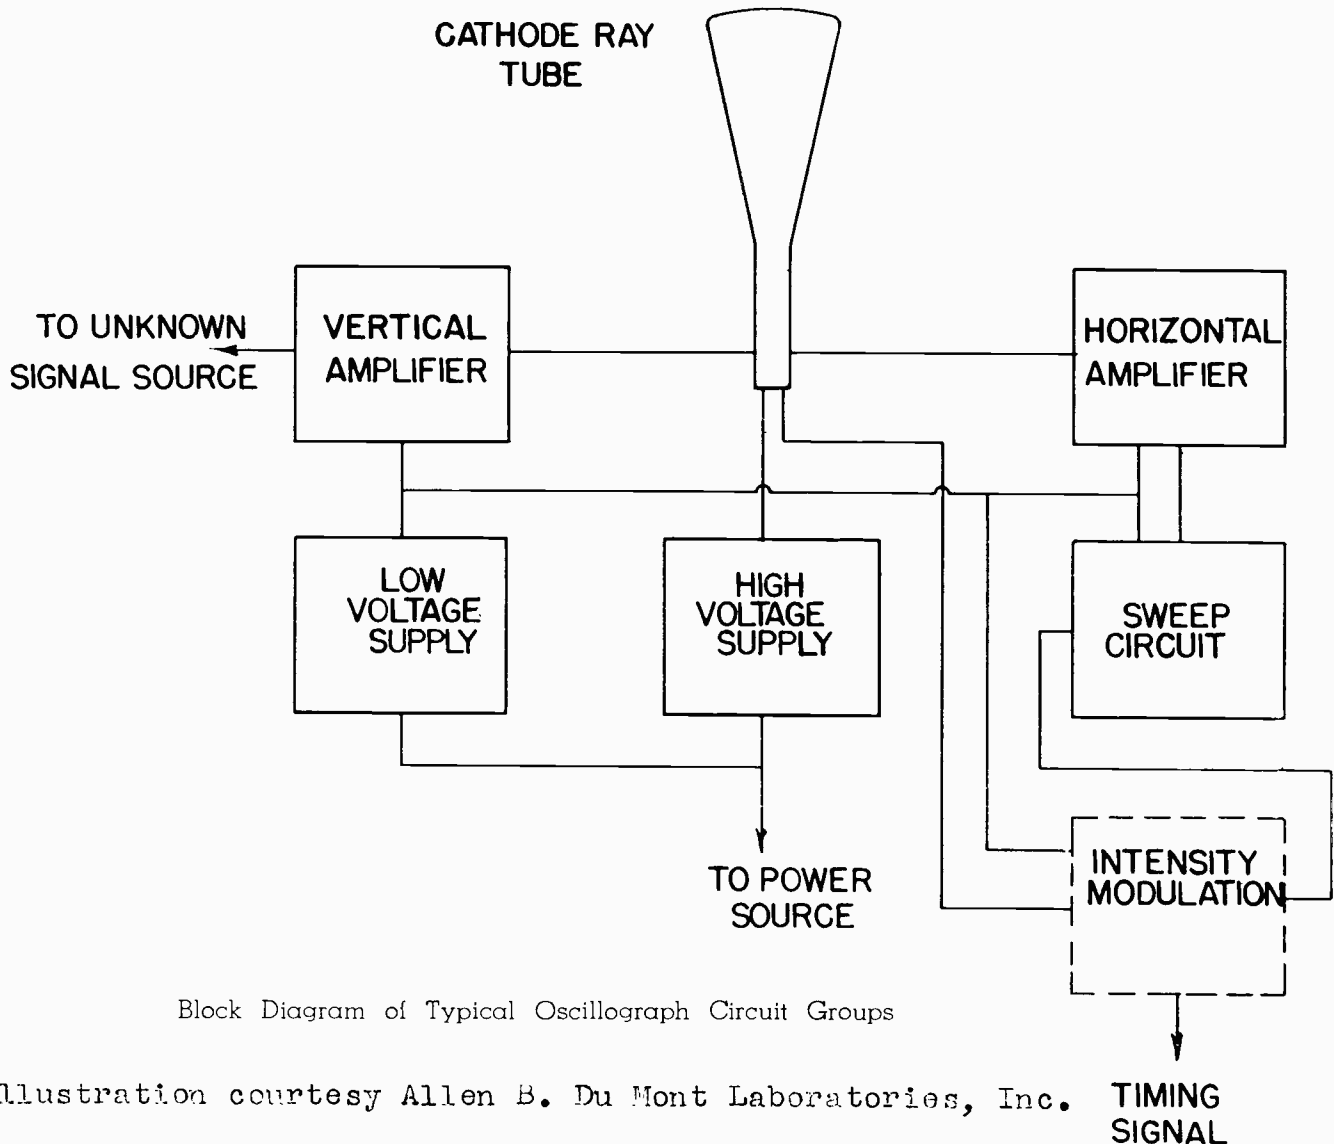 CATHODE RAY
TUBE
TO UNKNOWN
SIGNAL SOURCE
VERTICAL
AMPLIFIER
HORIZONTAL
AMPLIFIER
LOW
VOLTAGE
SUPPLY
HIGH
VOLTAGE
SUPPLY
SWEEP
CIRCUIT
TO POWER
SOURCE
INTENSITY
MODULATION
Block Diagram of Typical Oscillograph Circuit Groups
llustration courtesy Allen B. Du Mont Laboratories, Inc.
TIMING
SIGNAL